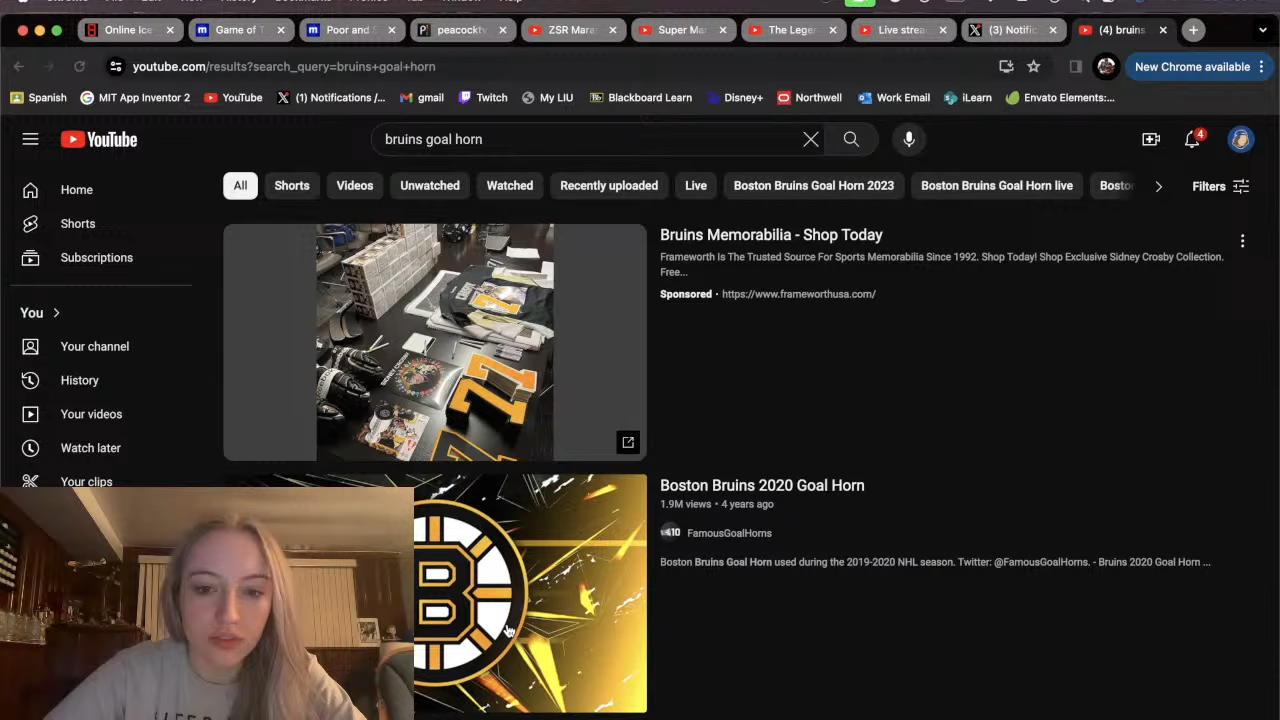 Online Ice
Game of T
Poor and
peacockt
ZSR Mara
Super Ma
The Leger
Live strea
(3) Notific
(4) bruins
youtube.com/results?search_query=bruins+goal+horn
New Chrome available
Spanish
MIT App Inventor 2
YouTube
(1) Notifications /...
gmail
Twitch
My LIU
Blackboard Learn
Disney+
Northwell
Work Email
iLearn
Envato Elements:...
YouTube
bruins goal horn
4
All
Shorts
Videos
Unwatched
Watched
Recently uploaded
Live
Boston Bruins Goal Horn 2023
Boston Bruins Goal Horn live
Bosto
Filters
Home
Shorts
Subscriptions
You
Your channel
History
Your videos
Watch later
Your clips
Bruins Memorabilia - Shop Today
Frameworth Is The Trusted Source For Sports Memorabilia Since 1992. Shop Today! Shop Exclusive Sidney Crosby Collection.
Free...
Sponsored · https://www.frameworthusa.com/
77
B
Boston Bruins 2020 Goal Horn
1.9M views • 4 years ago
FamousGoalHorns
Boston Bruins Goal Horn used during the 2019-2020 NHL season. Twitter: @FamousGoalHorns. - Bruins 2020 Goal Horn ...